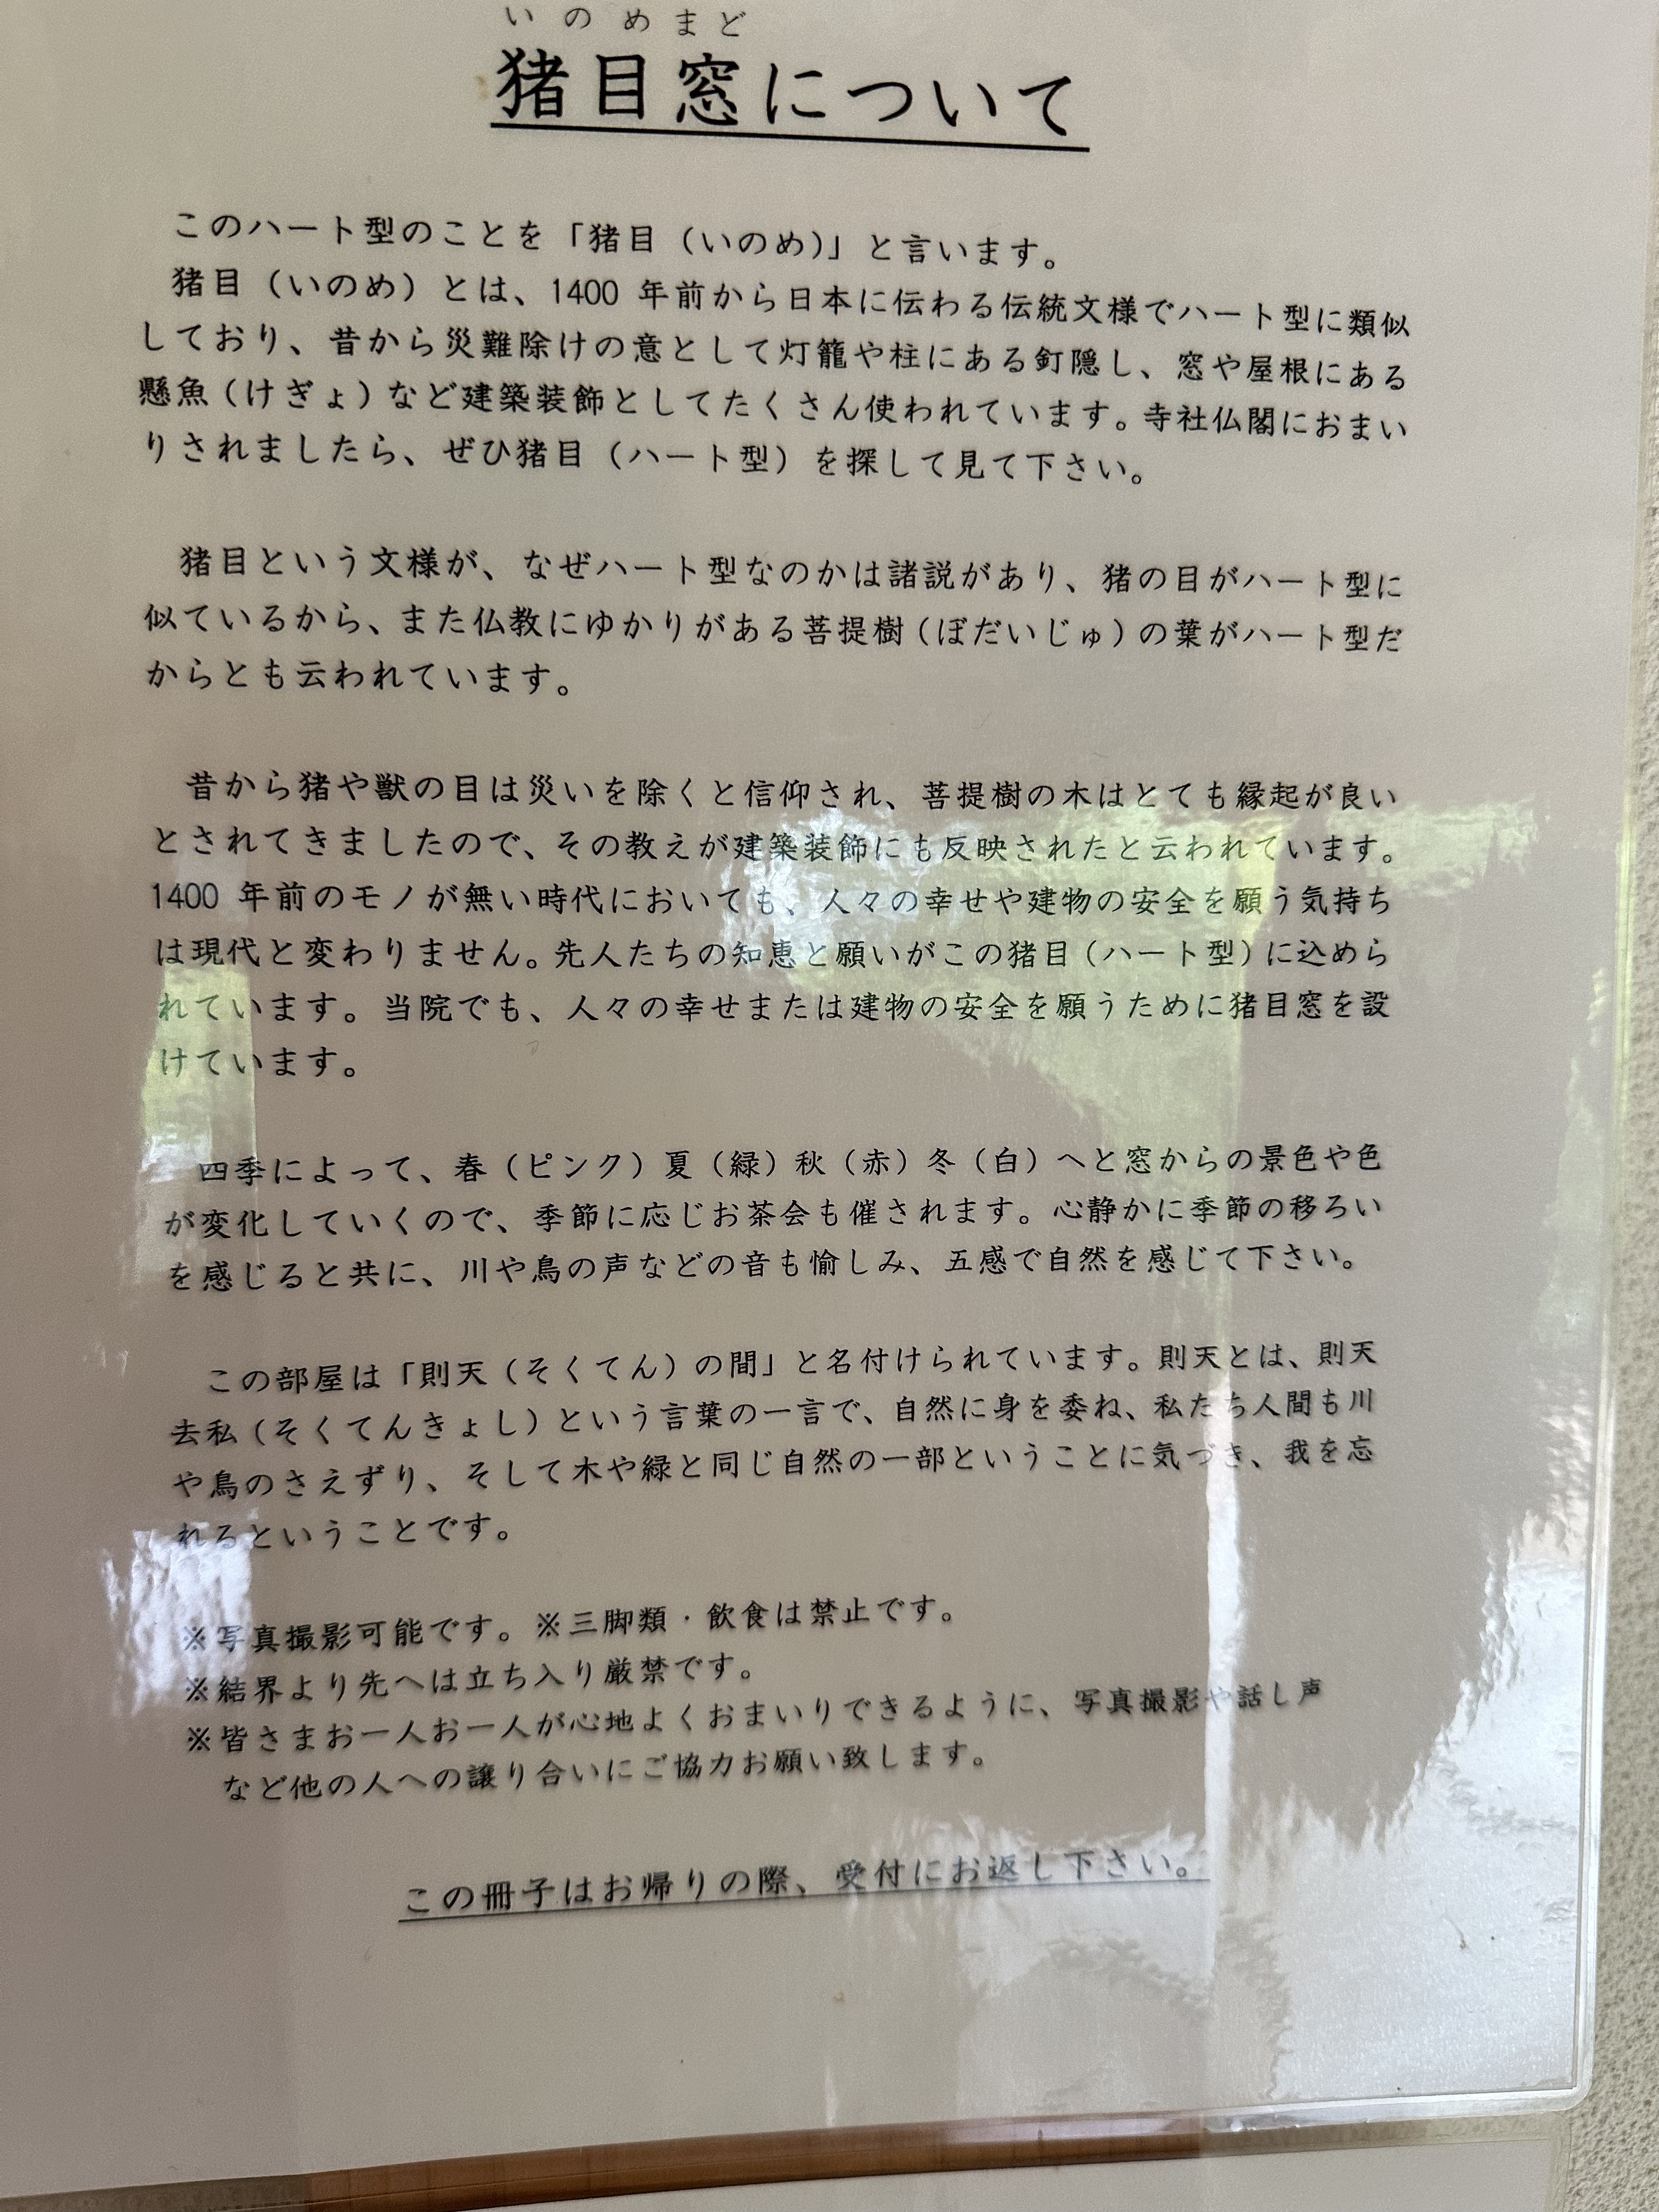 いのめまど
猪目窓について
このハート型のことを「猪目（いのめ）」と言います。
猪目（いのめ）とは、1400 年前から日本に伝わる伝統文様でハート型に類似
しており、昔から災難除けの意として灯籠や柱にある釘隠し、窓や屋根にある
懸魚（けぎょ）など建築装飾としてたくさん使われています。寺社仏閣におまい
りされましたら、ぜひ猪目（ハート型）を探して見て下さい。
猪目という文様が、なぜハート型なのかは諸説があり、猪の目がハート型に
似ているから、また仏教にゆかりがある菩提樹（ぼだいじゅ）の葉がハート型だ
からとも云われています。
昔から猪や獣の目は災いを除くと信仰され、菩提樹の木はとても縁起が良い
とされてきましたので、その教えが建築装飾にも反映されたと云われています。
1400 年前のモノが無い時代においても、人々の幸せや建物の安全を願う気持ち
は現代と変わりません。先人たちの知恵と願いがこの猪目（ハート型）に込めら
れています。当院でも、人々の幸せまたは建物の安全を願うために猪目窓を設
けています。
四季によって、春（ピンク）夏（緑）秋（赤）冬（白）へと窓からの景色や色
が変化していくので、季節に応じお茶会も催されます。心静かに季節の移ろい
を感じると共に、川や鳥の声などの音も愉しみ、五感で自然を感じて下さい。
この部屋は「則天（そくてん）の間」と名付けられています。則天とは、則天
去私（そくてんきょし）という言葉の一言で、自然に身を委ね、私たち人間も川
や鳥のさえずり、そして木や緑と同じ自然の一部ということに気づき、我を忘
れるということです。
※写真撮影可能です。※三脚類・飲食は禁止です。
※結界より先へは立ち入り厳禁です。
※皆さまお一人お一人が心地よくおまいりできるように、写真撮影や話し声
など他の人への譲り合いにご協力お願い致します。
この冊子はお帰りの際、受付にお返し下さい。